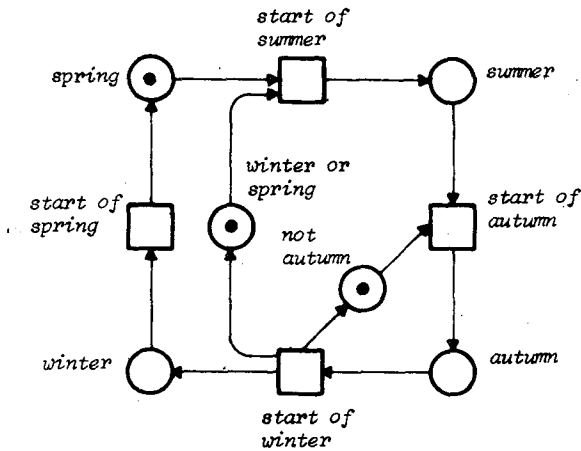 start of
summer
spring
summer
winter or
spring
start of
spring
start of
autumn
not
autumn
winter
autumn
start of
winter